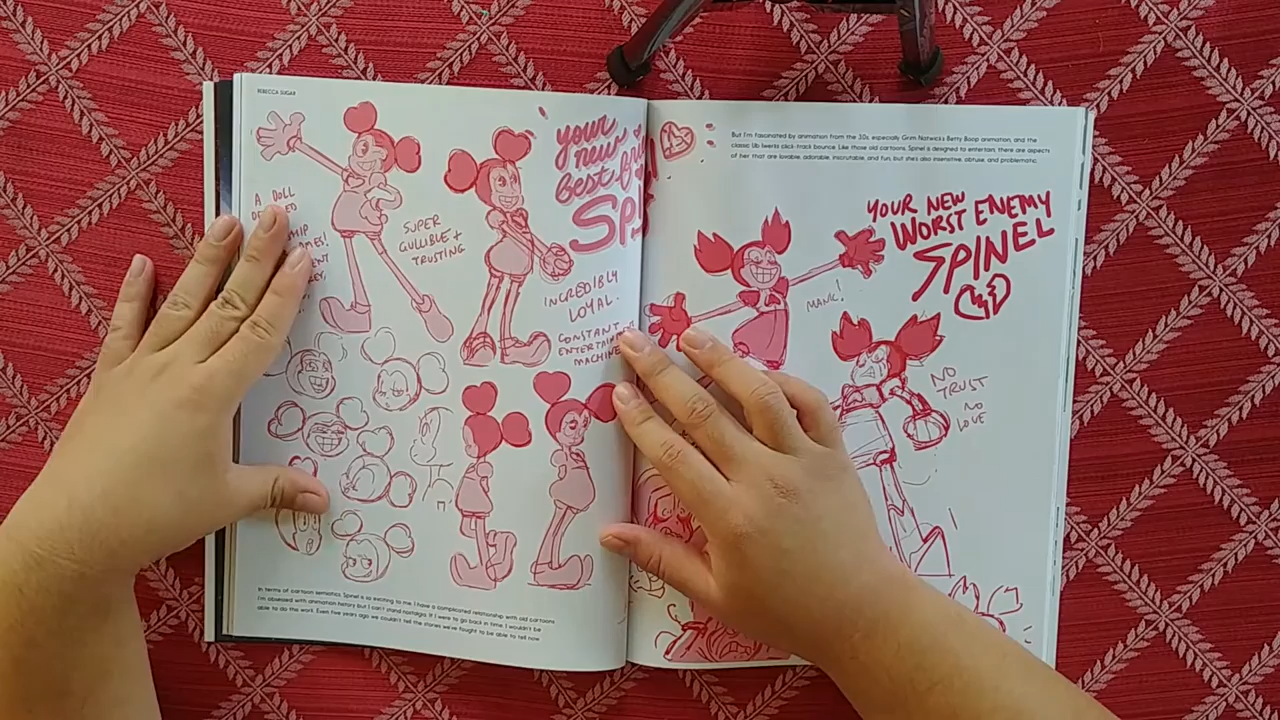 REBECCA SUGAR
A DOLL
SUPER
GULLIBLE +
TRUSTING
your
new
best
INCREDIBLY
LOYAL.
CONSTANT
ENTERTAINMENT
MACHINE
In terms of cartoon semiotics, Spinel is so exciting to me. I have a complicated relationship with old cartoons
I'm obsessed with animation history but I can't stand nostalgia. If I were to go back in time, I wouldn't be
able to do the work. Even five years ago we couldn't tell the stories we've fought to be able to tell now
But I'm fascinated by animation from the 30s, especially Grim Natwick's Betty Boop animation, and the
classic Ub Iwerks click-track bounce. Like those old cartoons, Spinel is designed to entertain, there are aspects
of her that are lovable, adorable, inscrutable, and fun, but she's also insensitive, obtuse, and problematic.
YOUR NEW
WORST ENEMY
SPINEL
MANIC!
NO
TRUST
NO
LOVE